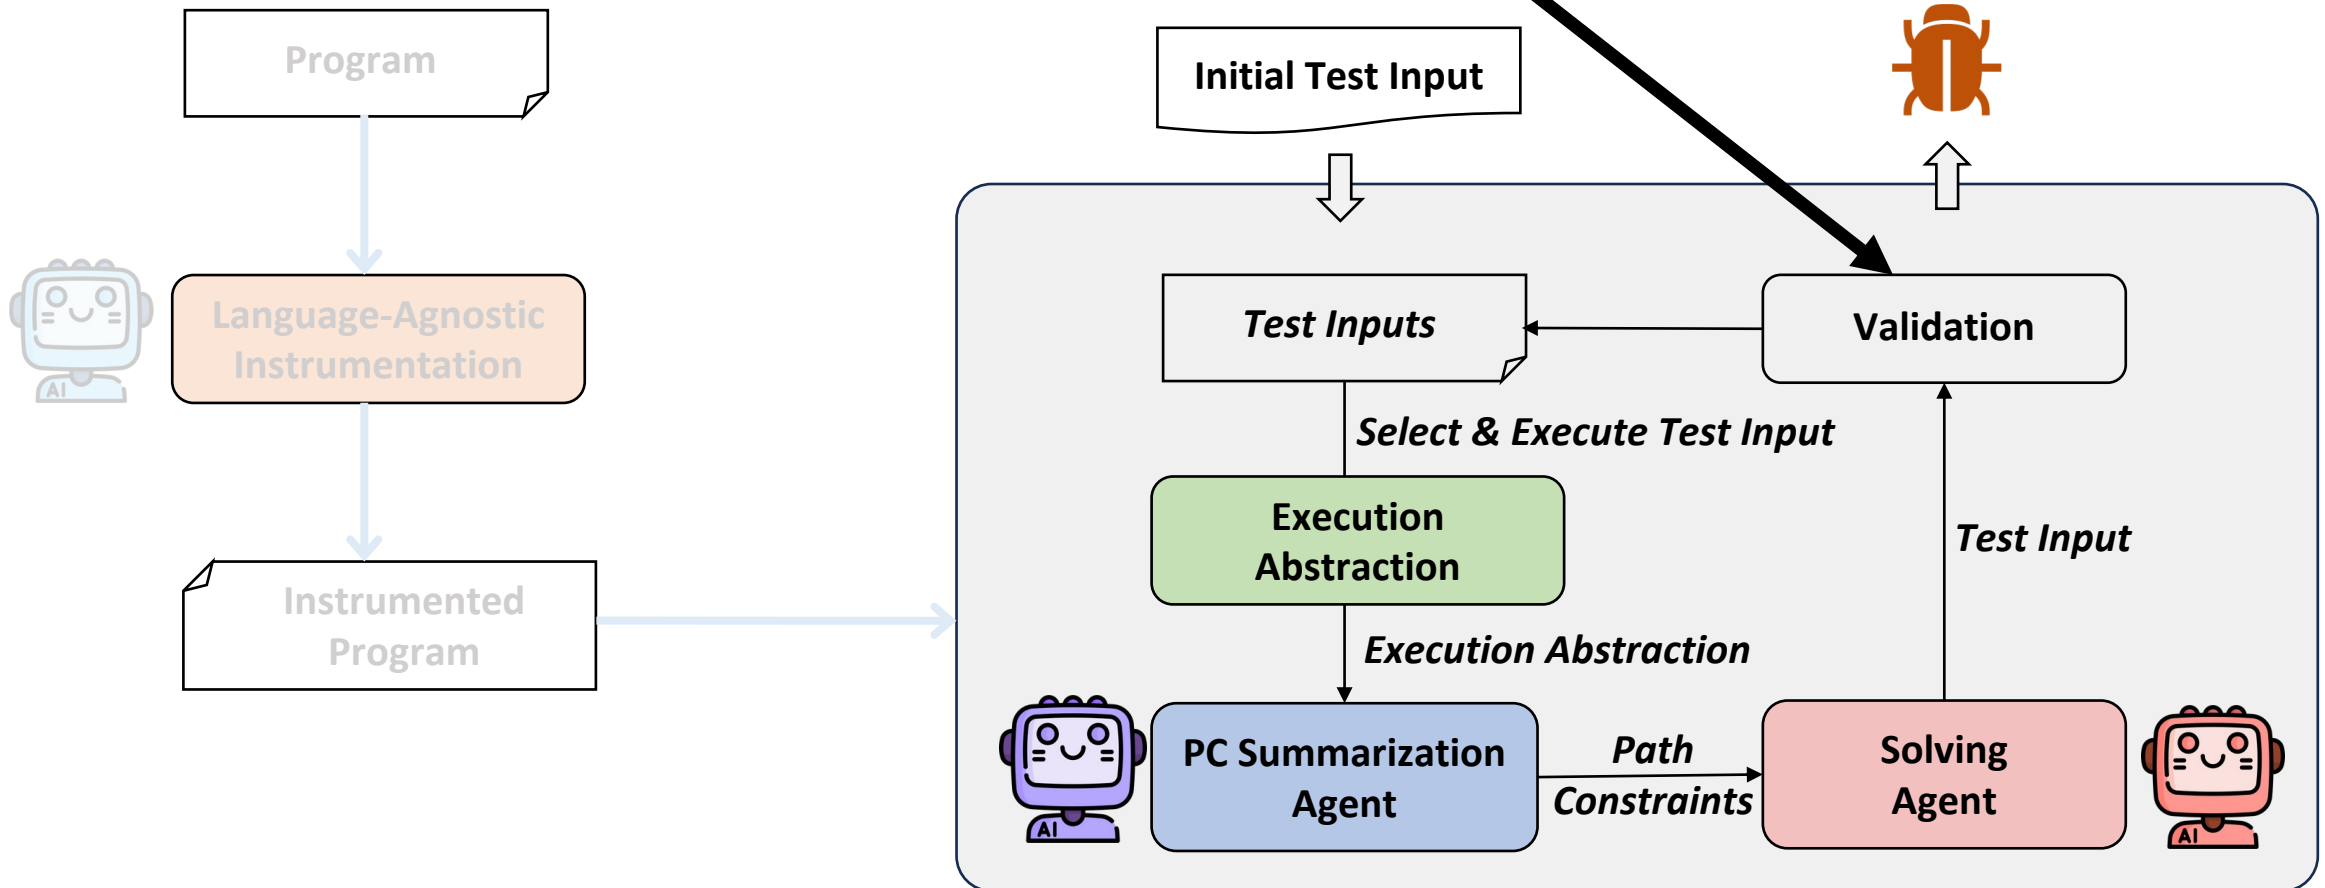 Program
Language-Agnostic
Instrumentation
AI
Instrumented
Program
Initial Test Input
Test Inputs
Validation
Select & Execute Test Input
Execution
Abstraction
Test Input
Execution Abstraction
AI
PC Summarization
Agent
Path
Constraints
Solving
Agent
AI